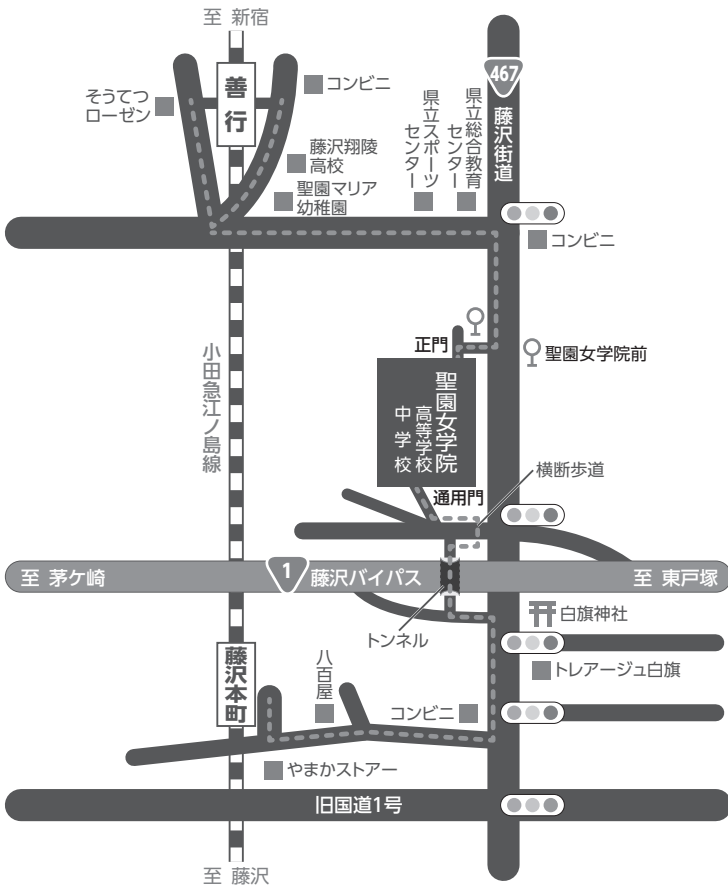 至 新宿
善行
コンビニ
そうてつ
ローゼン
藤沢翔陵
高校
聖園マリア
幼稚園
県立スポーツ
センター
県立総合教育
センター
467
藤沢街道
コンビニ
正門
聖園女学院前
聖園女学院
高等学校
中学校
小田急江ノ島線
横断歩道
通用門
至 茅ケ崎
1
藤沢バイパス
至 東戸塚
トンネル
白旗神社
藤沢本町
八百屋
トレアージュ白旗
コンビニ
やまかストアー
旧国道1号
至 藤沢